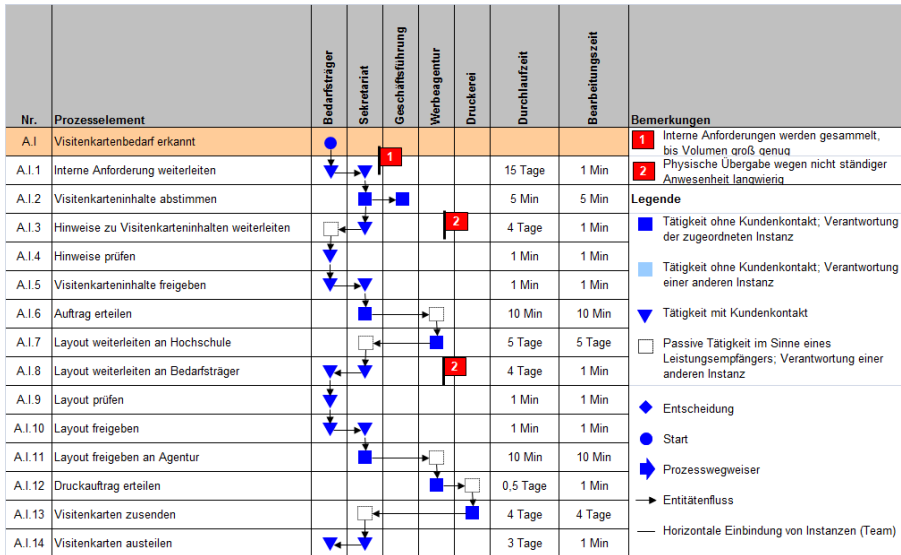 Nr.
Prozesselement
Bedarfsträger
Sekretariat
Geschäftsführung
Werbeagentur
Druckerei
Durchlaufzeit
Bearbeitungszeit
Bemerkungen
A.I Visitenkartenbedarf erkannt
A.I.1 Interne Anforderung weiterleiten 1 15 Tage 1 Min
A.I.2 Visitenkarteninhalte abstimmen 5 Min 5 Min
A.I.3 Hinweise zu Visitenkarteninhalten weiterleiten 2 4 Tage 1 Min
A.I.4 Hinweise prüfen 1 Min 1 Min
A.I.5 Visitenkarteninhalte freigeben 1 Min 1 Min
A.I.6 Auftrag erteilen 10 Min 10 Min
A.I.7 Layout weiterleiten an Hochschule 5 Tage 5 Tage
A.I.8 Layout weiterleiten an Bedarfsträger 2 4 Tage 1 Min
A.I.9 Layout prüfen 1 Min 1 Min
A.I.10 Layout freigeben 1 Min 1 Min
A.I.11 Layout freigeben an Agentur 10 Min 10 Min
A.I.12 Druckauftrag erteilen 0,5 Tage 1 Min
A.I.13 Visitenkarten zusenden 4 Tage 4 Tage
A.I.14 Visitenkarten austeilen 3 Tage 1 Min
1 Interne Anforderungen werden gesammelt,
bis Volumen groß genug
2 Physische Übergabe wegen nicht ständiger
Anwesenheit langwierig
Legende
Tätigkeit ohne Kundenkontakt; Verantwortung
der zugeordneten Instanz
Tätigkeit ohne Kundenkontakt; Verantwortung
einer anderen Instanz
Tätigkeit mit Kundenkontakt
Passive Tätigkeit im Sinne eines
Leistungsempfängers; Verantwortung einer
anderen Instanz
Entscheidung
Start
Prozesswegweiser
Entitätenfluss
Horizontale Einbindung von Instanzen (Team)